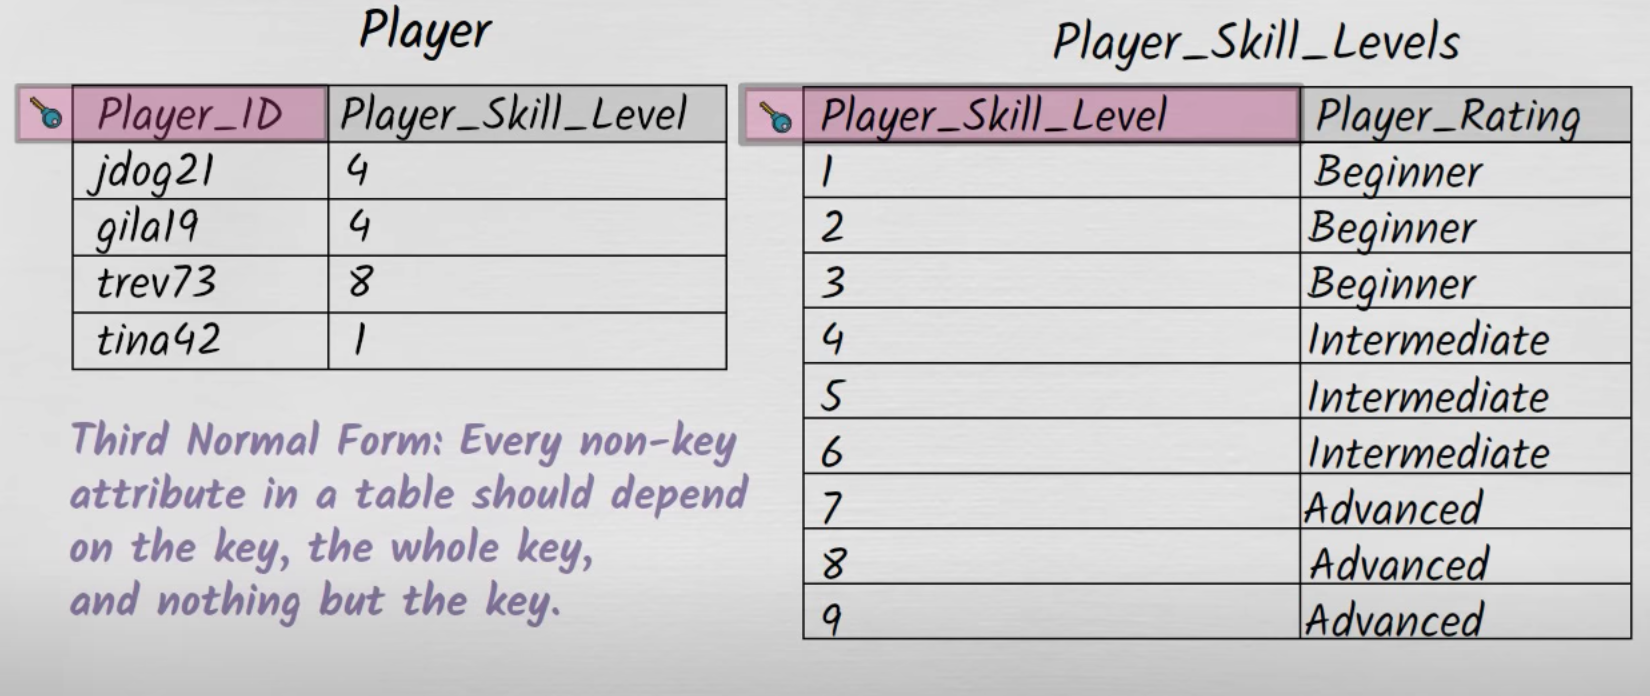 Player
Player_ID Player_Skill_Level
jdog21 4
gila19 4
trev73 8
tina42 1
Third Normal Form: Every non-key
attribute in a table should depend
on the key, the whole key,
and nothing but the key.
Player_Skill_Levels
Player_Skill_Level Player_Rating
1 Beginner
2 Beginner
3 Beginner
4 Intermediate
5 Intermediate
6 Intermediate
7 Advanced
8 Advanced
9 Advanced